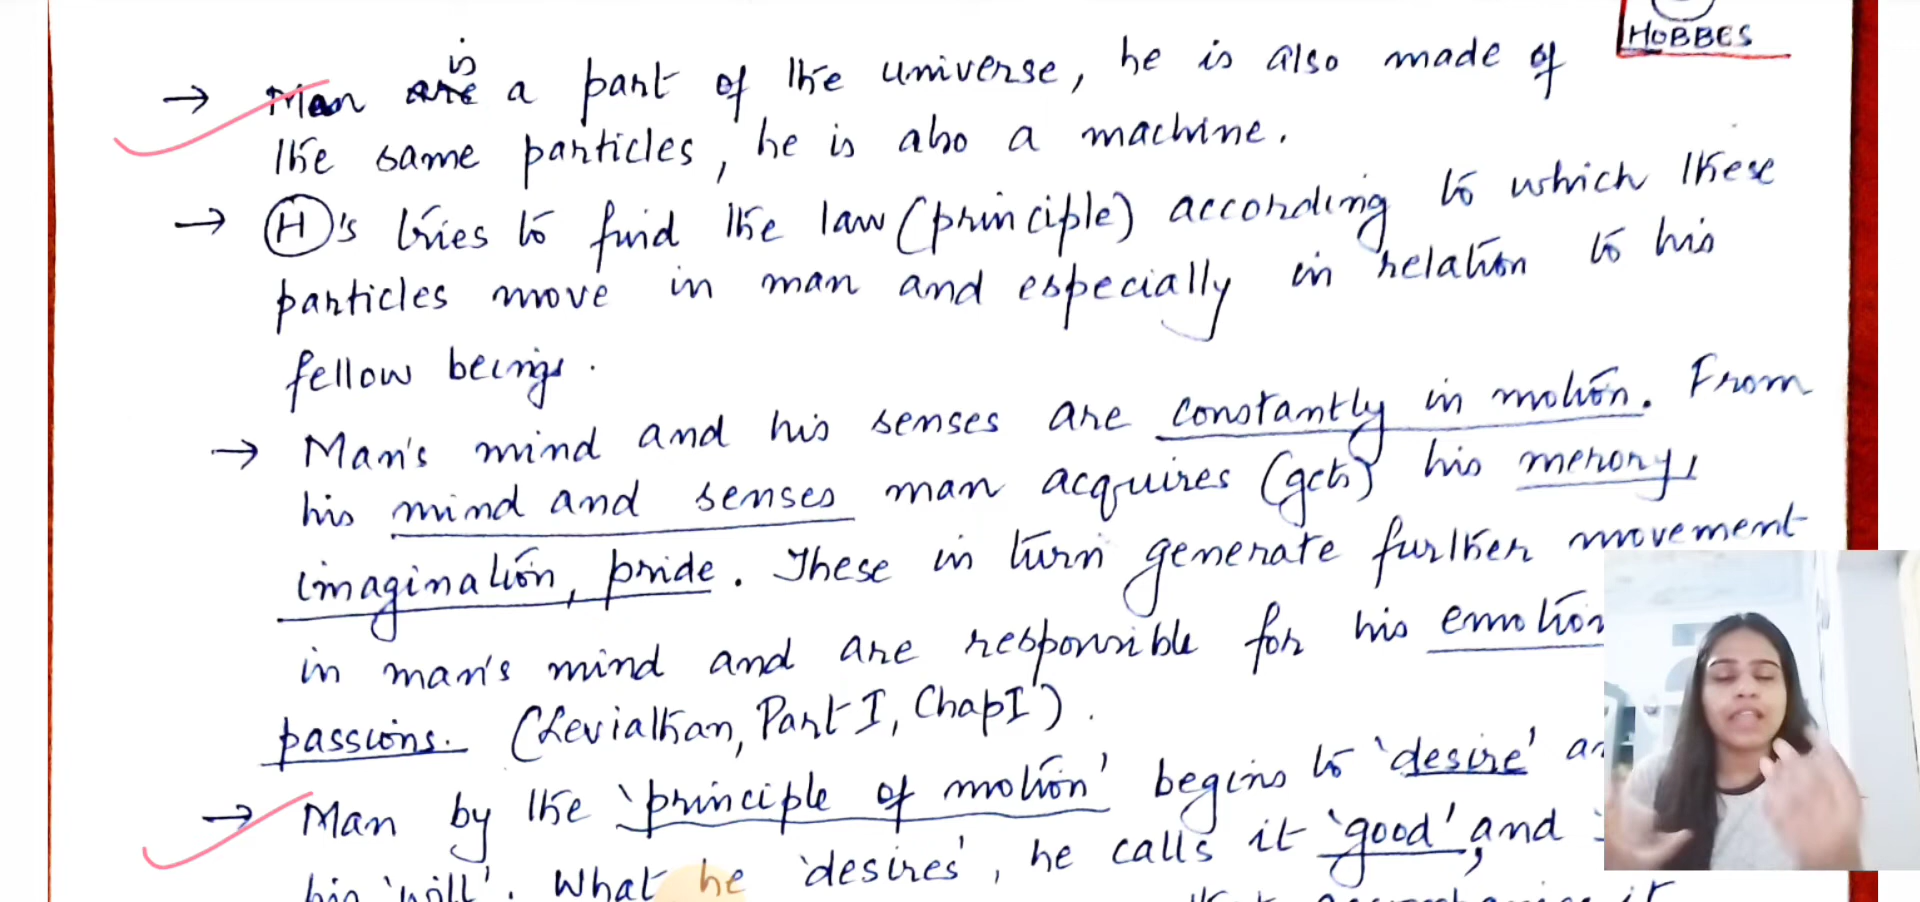 HOBBES
→ Man is a part of the universe, he is also made of
the same particles, he is also a machine.
→ (H)'s tries to find the law (principle) according to which these
particles move in man and especially in relation to his
fellow beings.
→ Man's mind and his senses are constantly in motion. From
his mind and senses man acquires (gets) his memory,
imagination, pride. These in turn generate further movement
in man's mind and are responsible for his emotion
passions. (Leviathan, Part I, Chap I).
→ Man by the 'principle of motion' begins to 'desire'
his 'will'. What he 'desires', he calls it 'good', and